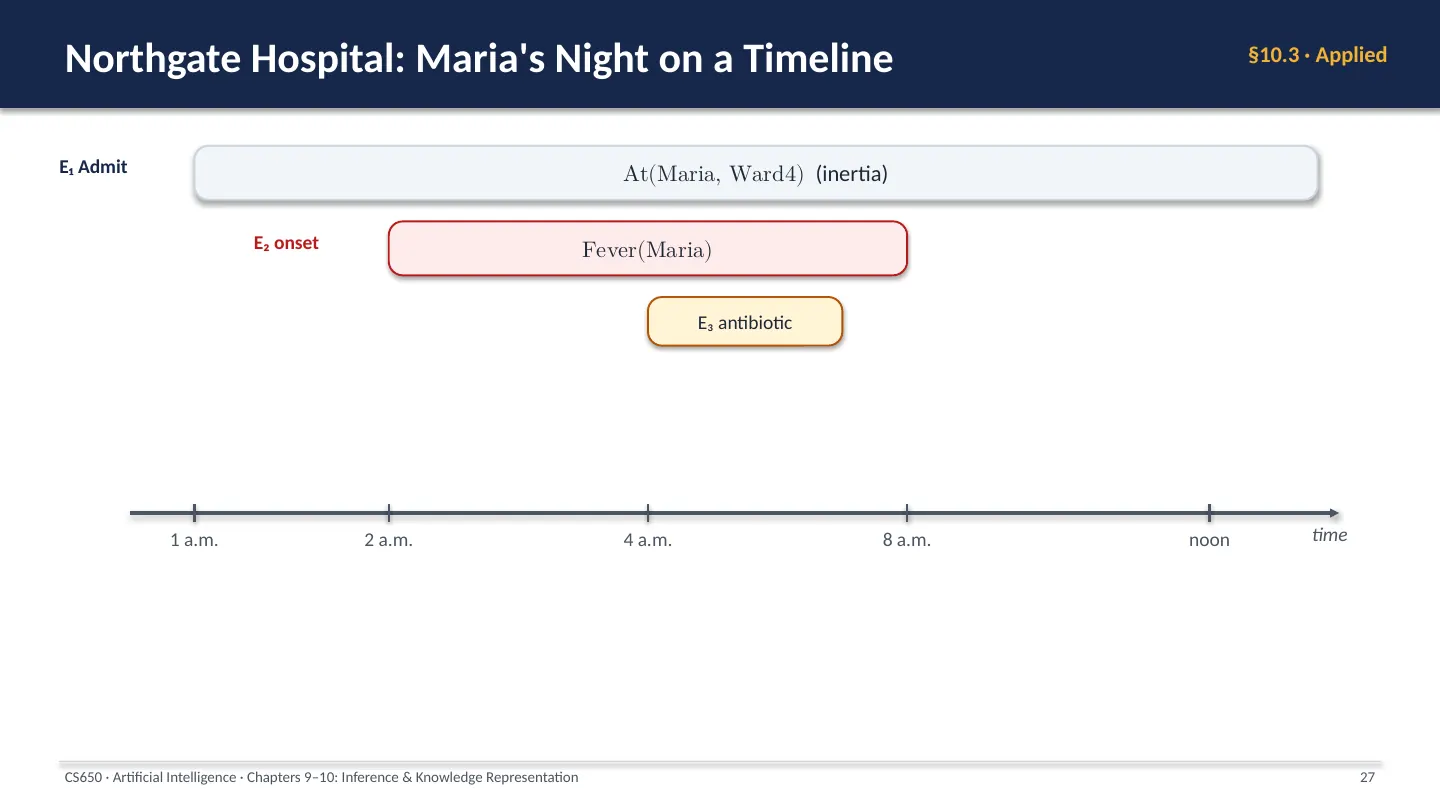 Northgate Hospital: Maria's Night on a Timeline
§10.3 · Applied
E₁ Admit
At(Maria, Ward4) (inertia)
E₂ onset
Fever(Maria)
E₃ antibiotic
1 a.m.
2 a.m.
4 a.m.
8 a.m.
noon
time
CS650 · Artificial Intelligence · Chapters 9–10: Inference & Knowledge Representation
27